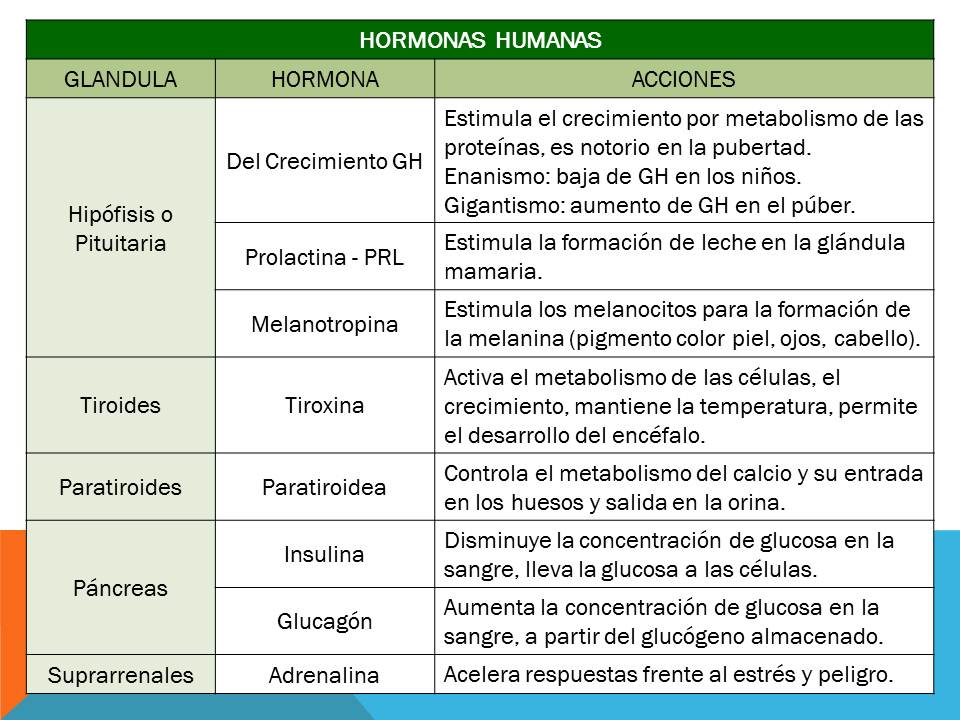 HORMONAS HUMANAS
GLANDULA
HORMONA
ACCIONES
Hipófisis o
Pituitaria
Del Crecimiento GH
Estimula el crecimiento por metabolismo de las
proteínas, es notorio en la pubertad.
Enanismo: baja de GH en los niños.
Gigantismo: aumento de GH en el púber.
Prolactina - PRL
Estimula la formación de leche en la glándula
mamaria.
Melanotropina
Estimula los melanocitos para la formación de
la melanina (pigmento color piel, ojos, cabello).
Tiroides
Tiroxina
Activa el metabolismo de las células, el
crecimiento, mantiene la temperatura, permite
el desarrollo del encéfalo.
Paratiroides
Paratiroidea
Controla el metabolismo del calcio y su entrada
en los huesos y salida en la orina.
Páncreas
Insulina
Disminuye la concentración de glucosa en la
sangre, lleva la glucosa a las células.
Glucagón
Aumenta la concentración de glucosa en la
sangre, a partir del glucógeno almacenado.
Suprarrenales
Adrenalina
Acelera respuestas frente al estrés y peligro.